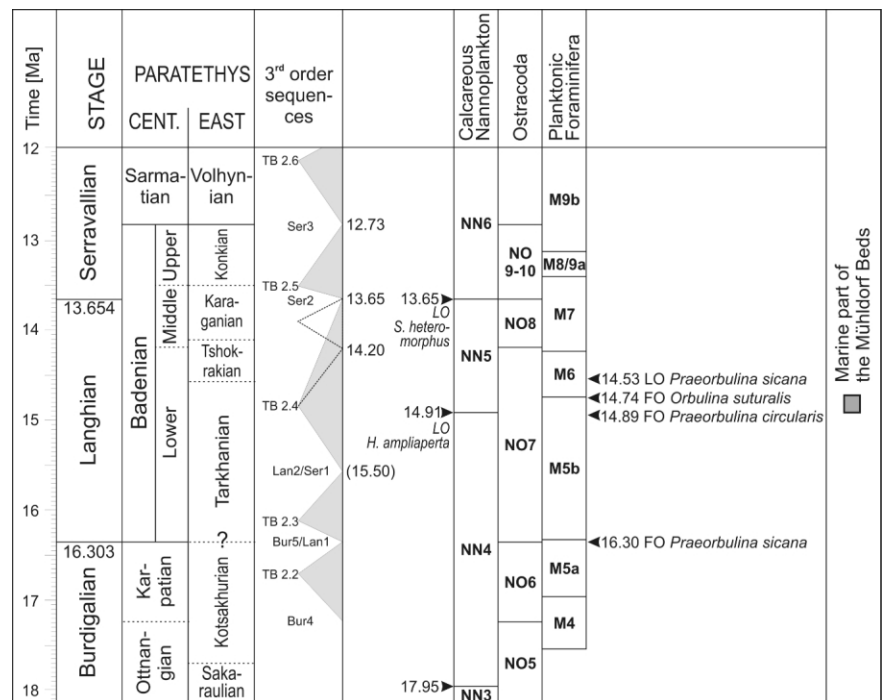 Time [Ma]
STAGE
PARATETHYS
CENT.
EAST
3rd order
sequen-
ces
Calcareous
Nannoplankton
Ostracoda
Planktonic
Foraminifera
12
13
14
15
16
17
18
Serravallian
13.654
Langhian
16.303
Burdigalian
Sarma-
tian
Badenian
Upper
Middle
Lower
Kar-
patian
Ottnan-
gian
Volhyn-
ian
Konkian
Kara-
ganian
Tshok-
rakian
Tarkhanian
?
Kotsakhurian
Saka-
raulian
TB 2.6
Ser3
TB 2.5
Ser2
TB 2.4
Lan2/Ser1
TB 2.3
Bur5/Lan1
TB 2.2
Bur4
12.73
13.65
14.20
(15.50)
13.65
LO
S. hetero-
morphus
14.91
LO
H. ampliaperta
17.95
NN6
NN5
NN4
NN3
NO
9-10
NO8
NO7
NO6
NO5
M9b
M8/9a
M7
M6
M5b
M5a
M4
14.53 LO Praeorbulina sicana
14.74 FO Orbulina suturalis
14.89 FO Praeorbulina circularis
16.30 FO Praeorbulina sicana
Marine part of
the Mühldorf Beds